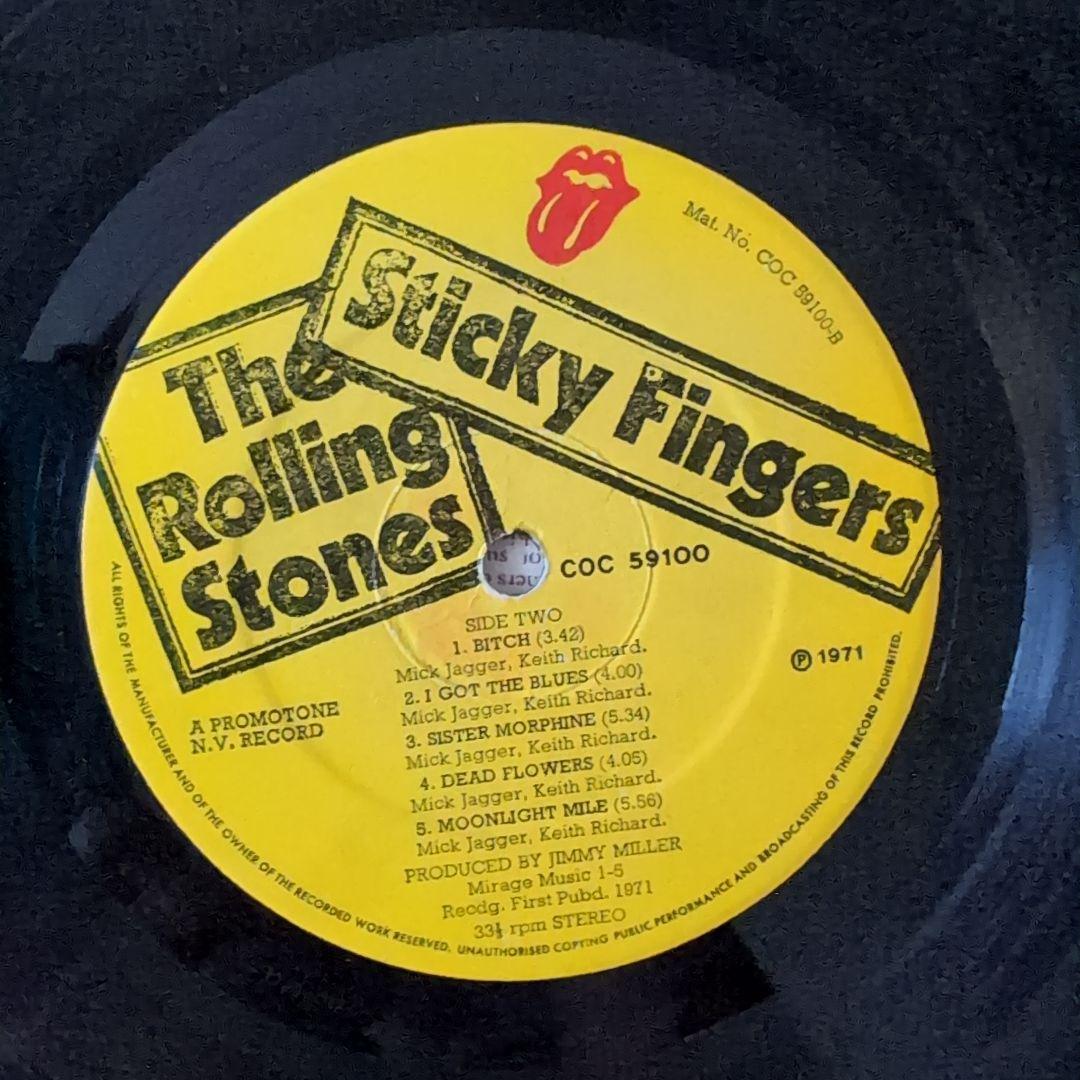 Mat. No. COC 59100-B
Sticky Fingers
The
Rolling
Stones
COC 59100
SIDE TWO
1. BITCH (3.42)
Mick Jagger, Keith Richard.
2. I GOT THE BLUES (4.00)
Mick Jagger, Keith Richard.
3. SISTER MORPHINE (5.34)
Mick Jagger, Keith Richard.
4. DEAD FLOWERS (4.05)
Mick Jagger, Keith Richard.
5. MOONLIGHT MILE (5.56)
Mick Jagger, Keith Richard.
PRODUCED BY JIMMY MILLER
Mirage Music 1-5
Recdg. First Pubd. 1971
33⅓ rpm STEREO
℗ 1971
A PROMOTONE
N.V. RECORD
ALL RIGHTS OF THE MANUFACTURER AND OF THE OWNER OF THE RECORDED WORK RESERVED. UNAUTHORISED COPYING PUBLIC PERFORMANCE AND BROADCASTING OF THIS RECORD PROHIBITED.